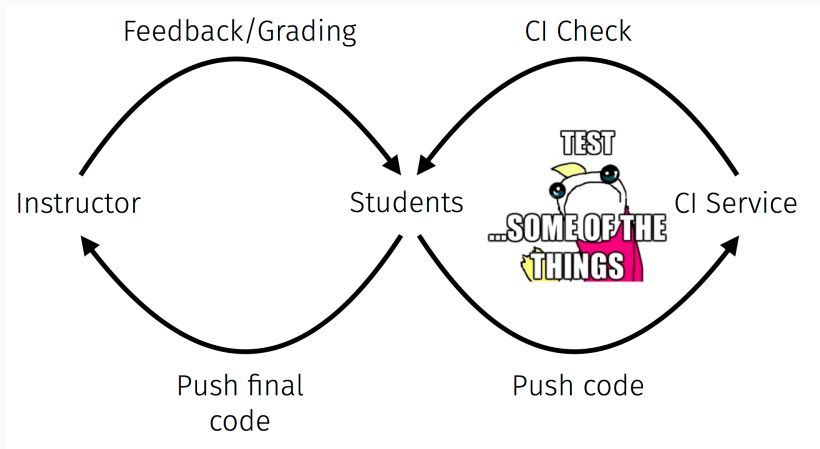 Feedback/Grading
CI Check
TEST
Instructor
Students
CI Service
...SOME OF THE
THINGS
Push final
code
Push code